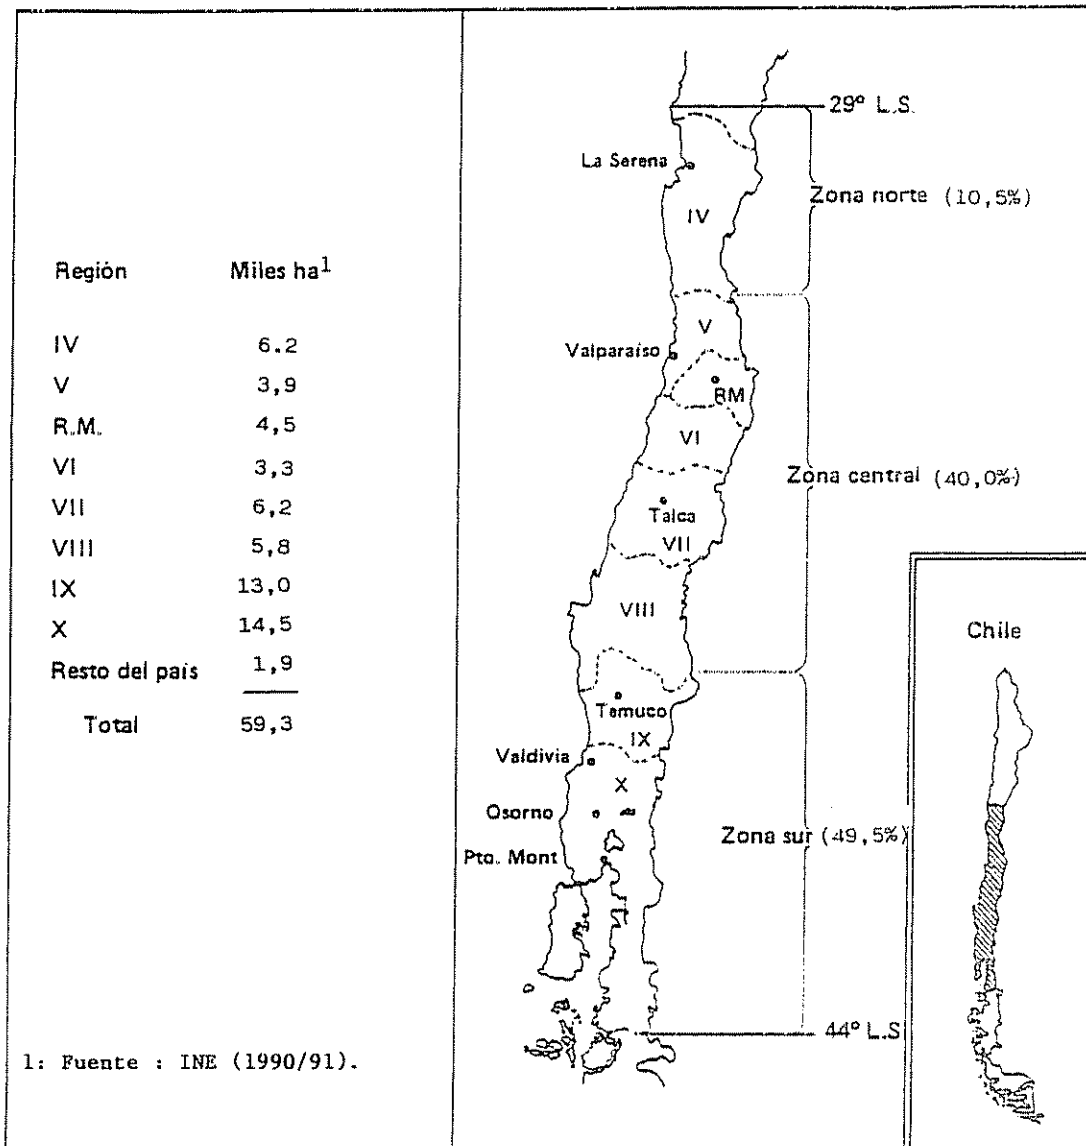 Región Miles ha1
IV 6.2
V 3,9
R.M. 4,5
VI 3,3
VII 6,2
VIII 5,8
IX 13,0
X 14,5
Resto del país 1,9
Total 59,3
1: Fuente : INE (1990/91).
29° L.S.
La Serena
Zona norte (10,5%)
IV
V
Valparaíso
RM
VI
Zona central (40,0%)
Talca
VII
VIII
Temuco
IX
Valdivia
X
Osorno
Zona sur (49,5%)
Pto. Mont
44° L.S
Chile